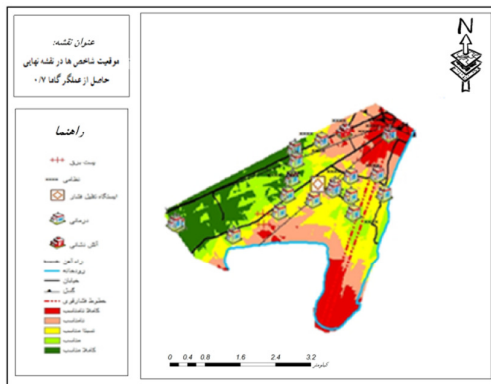 عنوان نقشه:
موقعیت شاخص ها در نقشه نهایی
حاصل از عملگر گاما ۰/۷
N
راهنما
پست برق
نظامی
ایستگاه تقلیل فشار
درمانی
آتش نشانی
راه آهن
رودخانه
خیابان
گسل
خطوط فشارقوی
کاملا نامناسب
نامناسب
نسبتا مناسب
مناسب
کاملا مناسب
0 0.4 0.8 1.6 2.4 3.2
کیلومتر